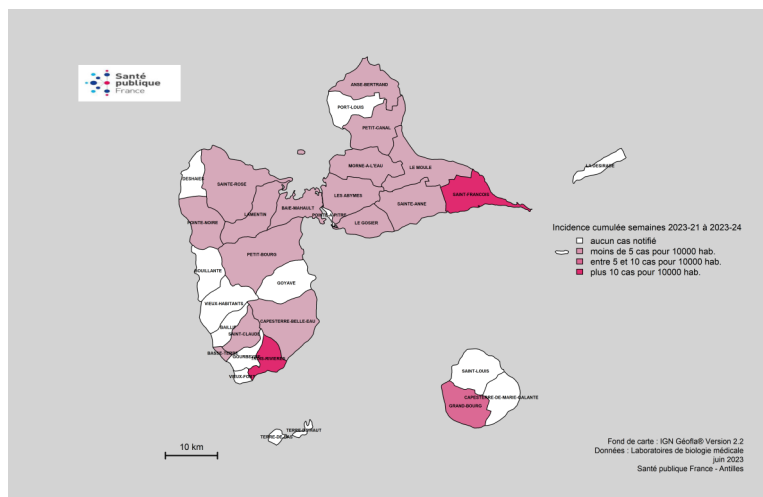 Santé
publique
France
ANSE-BERTRAND
PORT-LOUIS
PETIT-CANAL
MORNE-A-L'EAU
LE MOULE
LA DESIRADE
DESHAIES
SAINTE-ROSE
SAINT-FRANCOIS
LES ABYMES
SAINTE-ANNE
BAIE-MAHAULT
LAMENTIN
POINTE-A-PITRE
LE GOSIER
POINTE-NOIRE
Incidence cumulée semaines 2023-21 à 2023-24
aucun cas notifié
moins de 5 cas pour 10000 hab.
entre 5 et 10 cas pour 10000 hab.
plus 10 cas pour 10000 hab.
PETIT-BOURG
BOUILLANTE
GOYAVE
VIEUX-HABITANTS
CAPESTERRE-BELLE-EAU
BAILLIF
SAINT-CLAUDE
BASSE-TERRE
GOURBEYRE
TROIS-RIVIERES
VIEUX-FORT
SAINT-LOUIS
CAPESTERRE-DE-MARIE-GALANTE
GRAND-BOURG
TERRE-DE-HAUT
TERRE-DE-BAS
10 km
Fond de carte : IGN Géofla® Version 2.2
Données : Laboratoires de biologie médicale
juin 2023
Santé publique France - Antilles